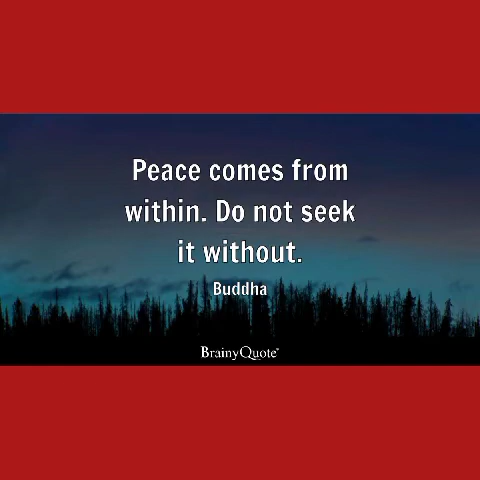 Peace comes from
within. Do not seek
it without.
Buddha
BrainyQuote®